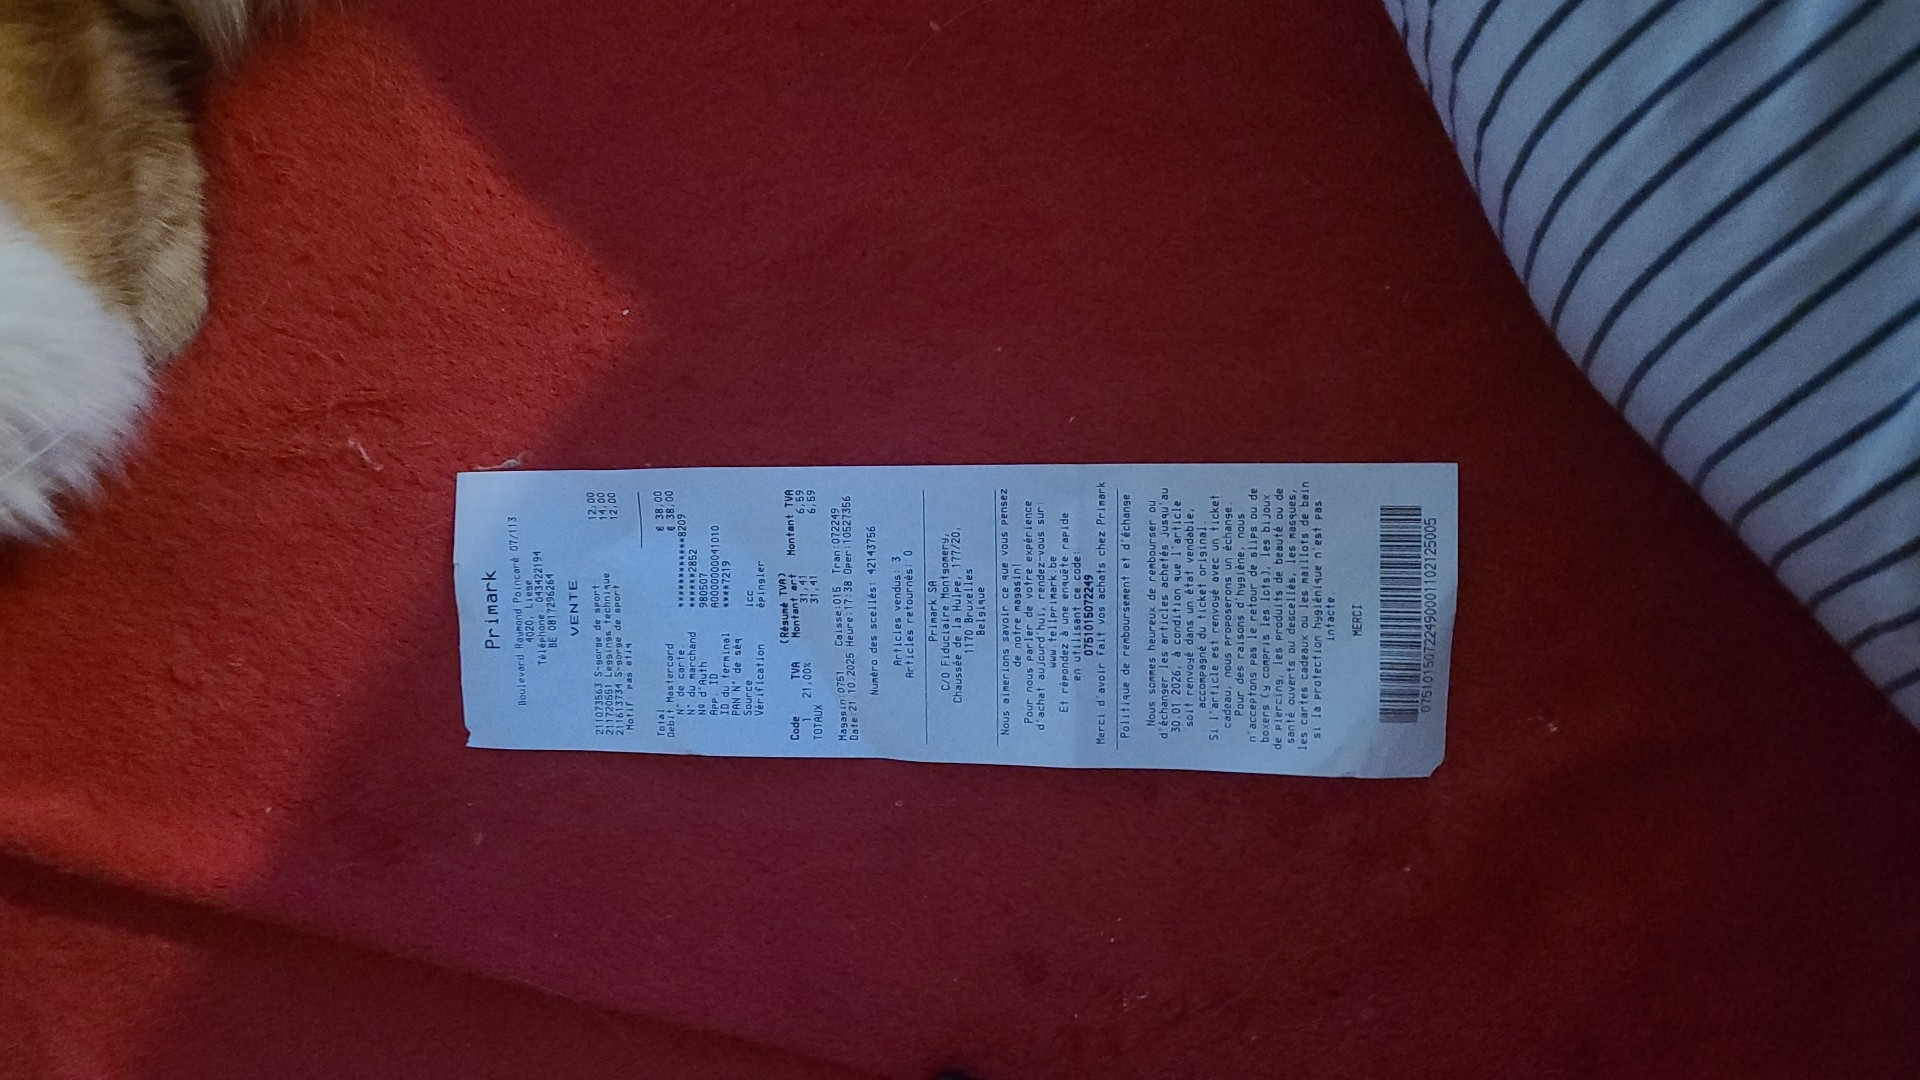 Primark
Boulevard Raymond Poincaré 07/113
4020, Liege
Téléphone 043422194
BE 0817296264
VENTE
211073563 S-gorge de sport 12,00
211720551 Leggings technique 14,00
211613734 S-gorge de sport 12,00
Motif pas etiq
Total € 38,00
Debit Mastercard € 38,00
N° de carte ************8209
N° du marchand ******2852
No d'Auth 980507
App. ID A0000000041010
ID du terminal ****7219
PAN N° de séq
Source icc
Vérification épingler
(Résumé TVA)
Code TVA Montant art Montant TVA
1 21,00% 31,41 6,59
TOTAUX 31,41 6,59
Magasin:0751 Caisse:015 Tran:072249
Date:21.10.2025 Heure:17:38 Oper:10527356
Numéro des scellés: 42143756
Articles vendus: 3
Articles retournés: 0
Primark SA
C/O Fiduciaire Montgomery,
Chaussée de la Hulpe, 177/20,
1170 Bruxelles
Belgique
Nous aimerions savoir ce que vous pensez
de notre magasin!
Pour nous parler de votre expérience
d'achat aujourd'hui, rendez-vous sur:
www.tellprimark.be
Et répondez à une enquête rapide
en utilisant ce code:
0751015072249
Merci d'avoir fait vos achats chez Primark
Politique de remboursement et d'échange
Nous sommes heureux de rembourser ou
d'échanger les articles achetés jusqu'au
30.01.2026, à condition que l'article
soit renvoyé dans un état vendable,
accompagné du ticket original.
Si l'article est renvoyé avec un ticket
cadeau, nous proposerons un échange.
Pour des raisons d'hygiène, nous
n'acceptons pas le retour de slips ou de
boxers (y compris les lots), les bijoux
de piercing, les produits de beauté ou de
santé ouverts ou descellés, les masques,
les cartes cadeaux ou les maillots de bain
si la protection hygiénique n'est pas
intacte.
MERCI
07510150722490001102125005